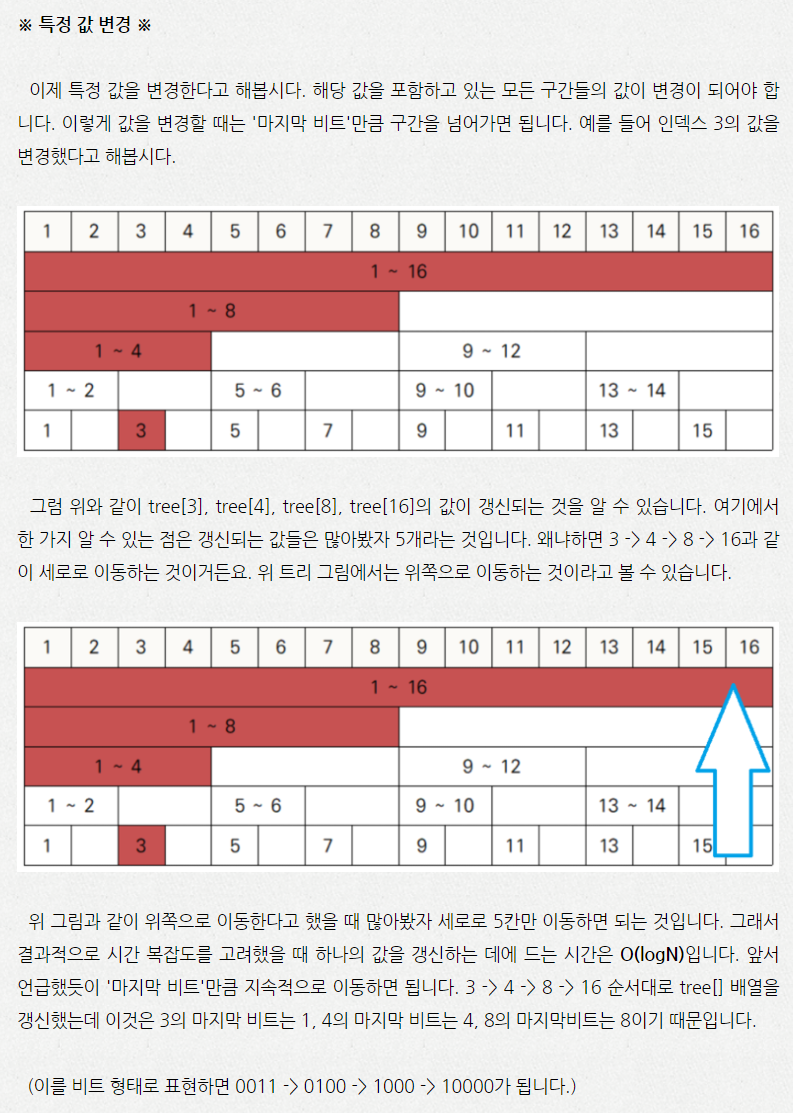 ※ 특정 값 변경 ※
이제 특정 값을 변경한다고 해봅시다. 해당 값을 포함하고 있는 모든 구간들의 값이 변경이 되어야 합
니다. 이렇게 값을 변경할 때는 '마지막 비트'만큼 구간을 넘어가면 됩니다. 예를 들어 인덱스 3의 값을
변경했다고 해봅시다.
1 2 3 4 5 6 7 8 9 10 11 12 13 14 15 16
1 ~ 16
1 ~ 8
1 ~ 4 9 ~ 12
1 ~ 2 5 ~ 6 9 ~ 10 13 ~ 14
1 3 5 7 9 11 13 15
그럼 위와 같이 tree[3], tree[4], tree[8], tree[16]의 값이 갱신되는 것을 알 수 있습니다. 여기에서
한 가지 알 수 있는 점은 갱신되는 값들은 많아봤자 5개라는 것입니다. 왜냐하면 3 -> 4 -> 8 -> 16과 같
이 세로로 이동하는 것이거든요. 위 트리 그림에서는 위쪽으로 이동하는 것이라고 볼 수 있습니다.
1 2 3 4 5 6 7 8 9 10 11 12 13 14 15 16
1 ~ 16
1 ~ 8
1 ~ 4 9 ~ 12
1 ~ 2 5 ~ 6 9 ~ 10 13 ~ 14
1 3 5 7 9 11 13 15
위 그림과 같이 위쪽으로 이동한다고 했을 때 많아봤자 세로로 5칸만 이동하면 되는 것입니다. 그래서
결과적으로 시간 복잡도를 고려했을 때 하나의 값을 갱신하는 데에 드는 시간은 O(logN)입니다. 앞서
언급했듯이 '마지막 비트'만큼 지속적으로 이동하면 됩니다. 3 -> 4 -> 8 -> 16 순서대로 tree[] 배열을
갱신했는데 이것은 3의 마지막 비트는 1, 4의 마지막 비트는 4, 8의 마지막비트는 8이기 때문입니다.
(이를 비트 형태로 표현하면 0011 -> 0100 -> 1000 -> 10000가 됩니다.)